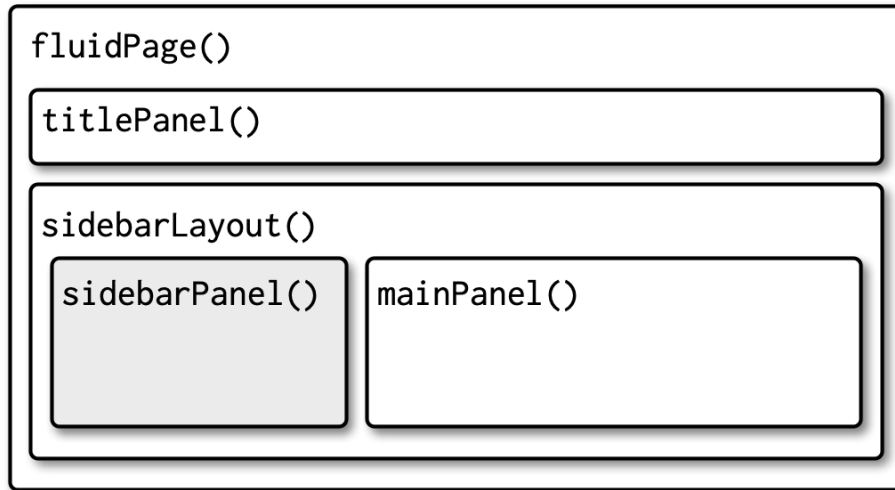 fluidPage()
titlePanel()
sidebarLayout()
sidebarPanel()
mainPanel()